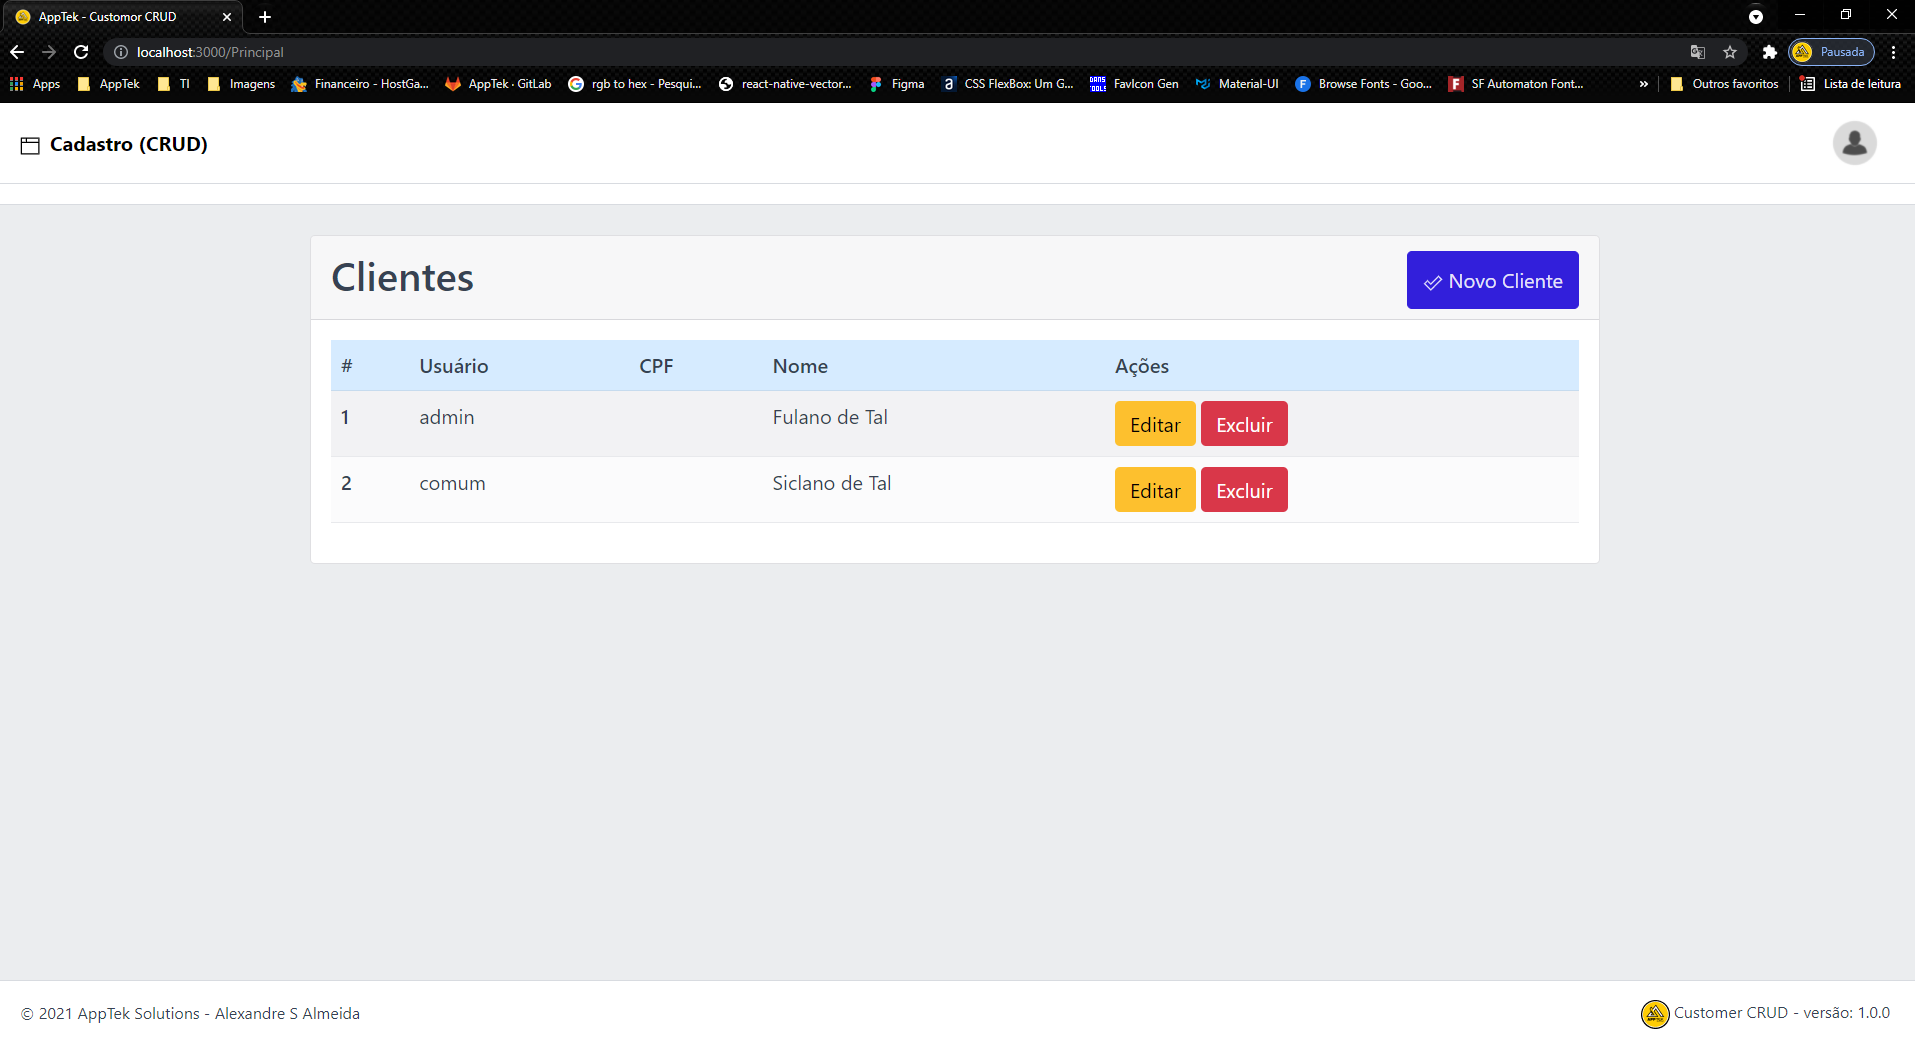 AppTek - Customor CRUD
localhost:3000/Principal
Pausada
Apps AppTek TI Imagens Financeiro - HostGa... AppTek · GitLab rgb to hex - Pesqui... react-native-vector... Figma CSS FlexBox: Um G... FavIcon Gen Material-UI Browse Fonts - Goo... SF Automaton Font... » Outros favoritos Lista de leitura
Cadastro (CRUD)
Clientes
Novo Cliente
# Usuário CPF Nome Ações
1 admin Fulano de Tal Editar Excluir
2 comum Siclano de Tal Editar Excluir
© 2021 AppTek Solutions - Alexandre S Almeida
Customer CRUD - versão: 1.0.0